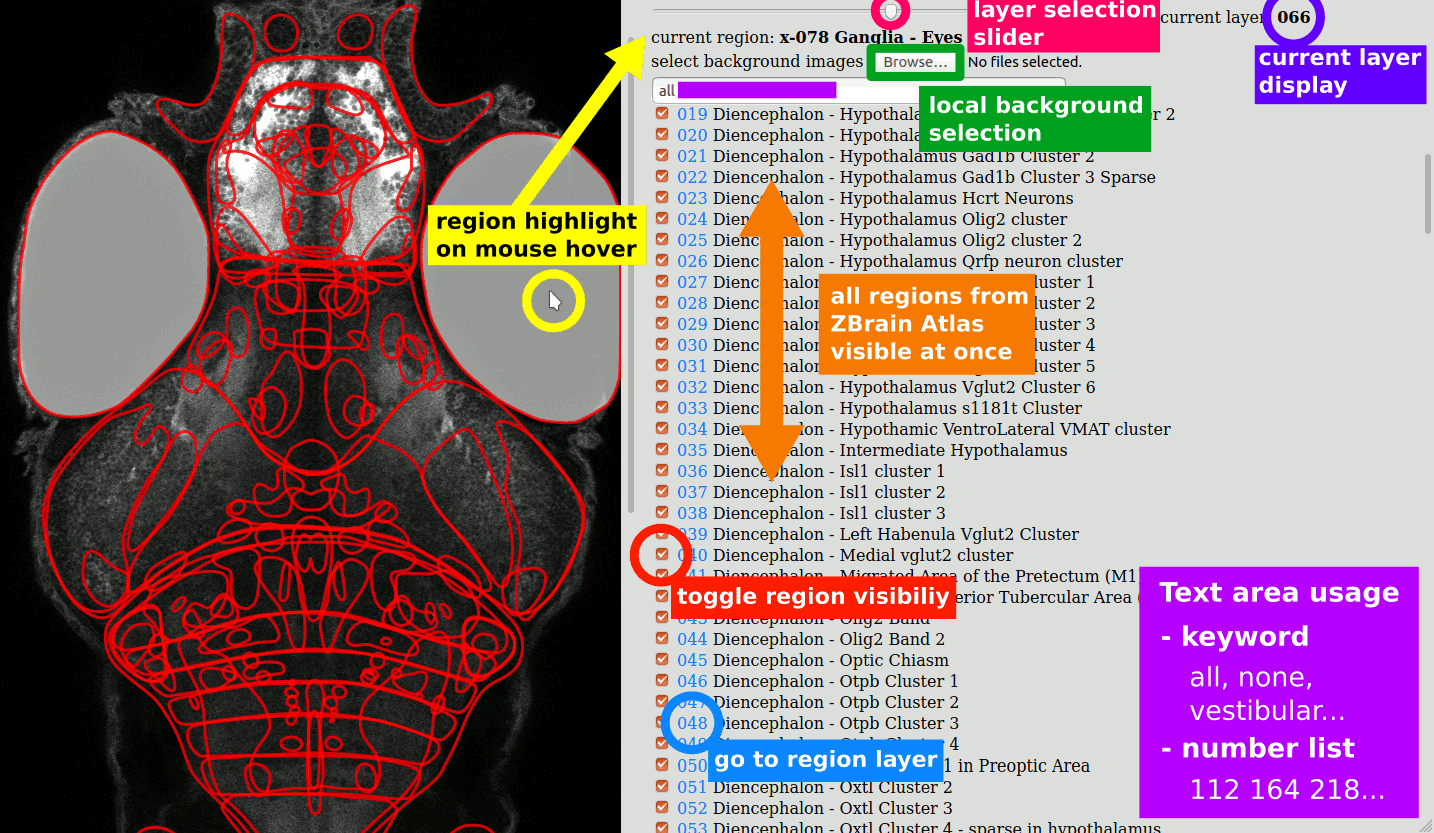 layer selection
slider
current layer 066
current layer
display
current region: x-078 Ganglia - Eyes
select background images Browse... No files selected.
all
local background
selection
019 Diencephalon - Hypothala r 2
020 Diencephalon - Hypothala
021 Diencephalon - Hypothalamus Gad1b Cluster 2
022 Diencephalon - Hypothalamus Gad1b Cluster 3 Sparse
023 Diencephalon - Hypothalamus Hcrt Neurons
region highlight
on mouse hover
024 Diencephalon - Hypothalamus Olig2 cluster
025 Diencephalon - Hypothalamus Olig2 cluster 2
026 Diencephalon - Hypothalamus Qrfp neuron cluster
027 Diencephalon luster 1
028 Diencephalon luster 2
029 Diencephalon luster 3
030 Diencephalon luster 4
031 Diencephalon luster 5
all regions from
ZBrain Atlas
visible at once
032 Diencephalon - Hypothalamus Vglut2 Cluster 6
033 Diencephalon - Hypothalamus s1181t Cluster
034 Diencephalon - Hypothamic VentroLateral VMAT cluster
035 Diencephalon - Intermediate Hypothalamus
036 Diencephalon - Isl1 cluster 1
037 Diencephalon - Isl1 cluster 2
038 Diencephalon - Isl1 cluster 3
039 Diencephalon - Left Habenula Vglut2 Cluster
040 Diencephalon - Medial vglut2 cluster
041 Diencephalon - Migrated Area of the Pretectum (M1
erior Tubercular Area (
toggle region visibiliy
043 Diencephalon - Olig2 Band
044 Diencephalon - Olig2 Band 2
045 Diencephalon - Optic Chiasm
046 Diencephalon - Otpb Cluster 1
047 Diencephalon - Otpb Cluster 2
048 Diencephalon - Otpb Cluster 3
049 Diencephalon - Otpb Cluster 4
050 1 in Preoptic Area
go to region layer
051 Diencephalon - Oxtl Cluster 2
052 Diencephalon - Oxtl Cluster 3
053 Diencephalon - Oxtl Cluster 4 - sparse in hypothalamus
Text area usage
- keyword
all, none,
vestibular...
- number list
112 164 218...